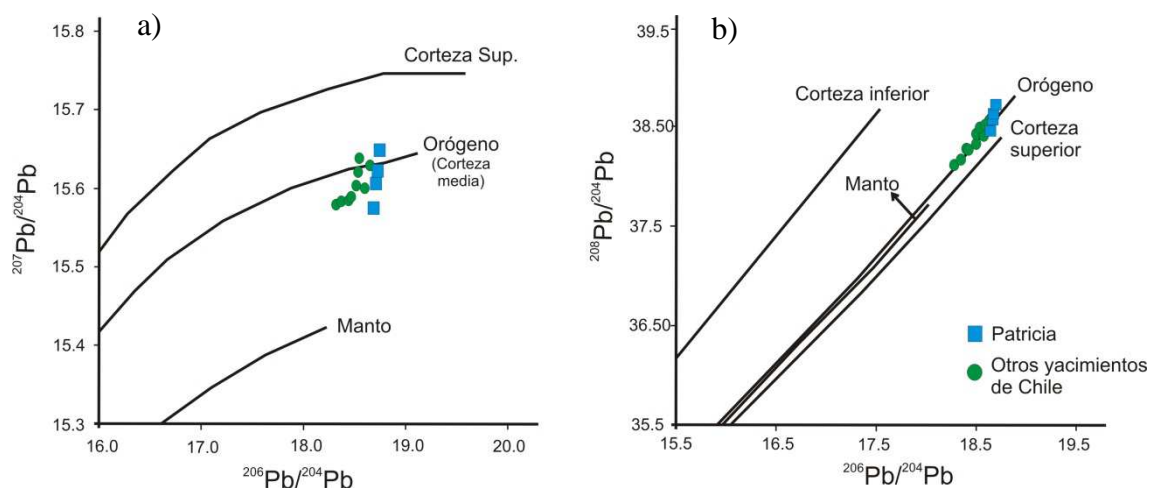 a)
15.8
15.7
15.6
15.5
15.4
15.3
²⁰⁷Pb/²⁰⁴Pb
Corteza Sup.
Orógeno
(Corteza
media)
Manto
16.0 17.0 18.0 19.0 20.0
²⁰⁶Pb/²⁰⁴Pb
b)
39.5
38.50
37.5
36.50
35.5
²⁰⁸Pb/²⁰⁴Pb
Corteza inferior
Orógeno
Corteza
superior
Manto
Patricia
Otros yacimientos
de Chile
15.5 16.5 17.5 18.5 19.5
²⁰⁶Pb/²⁰⁴Pb